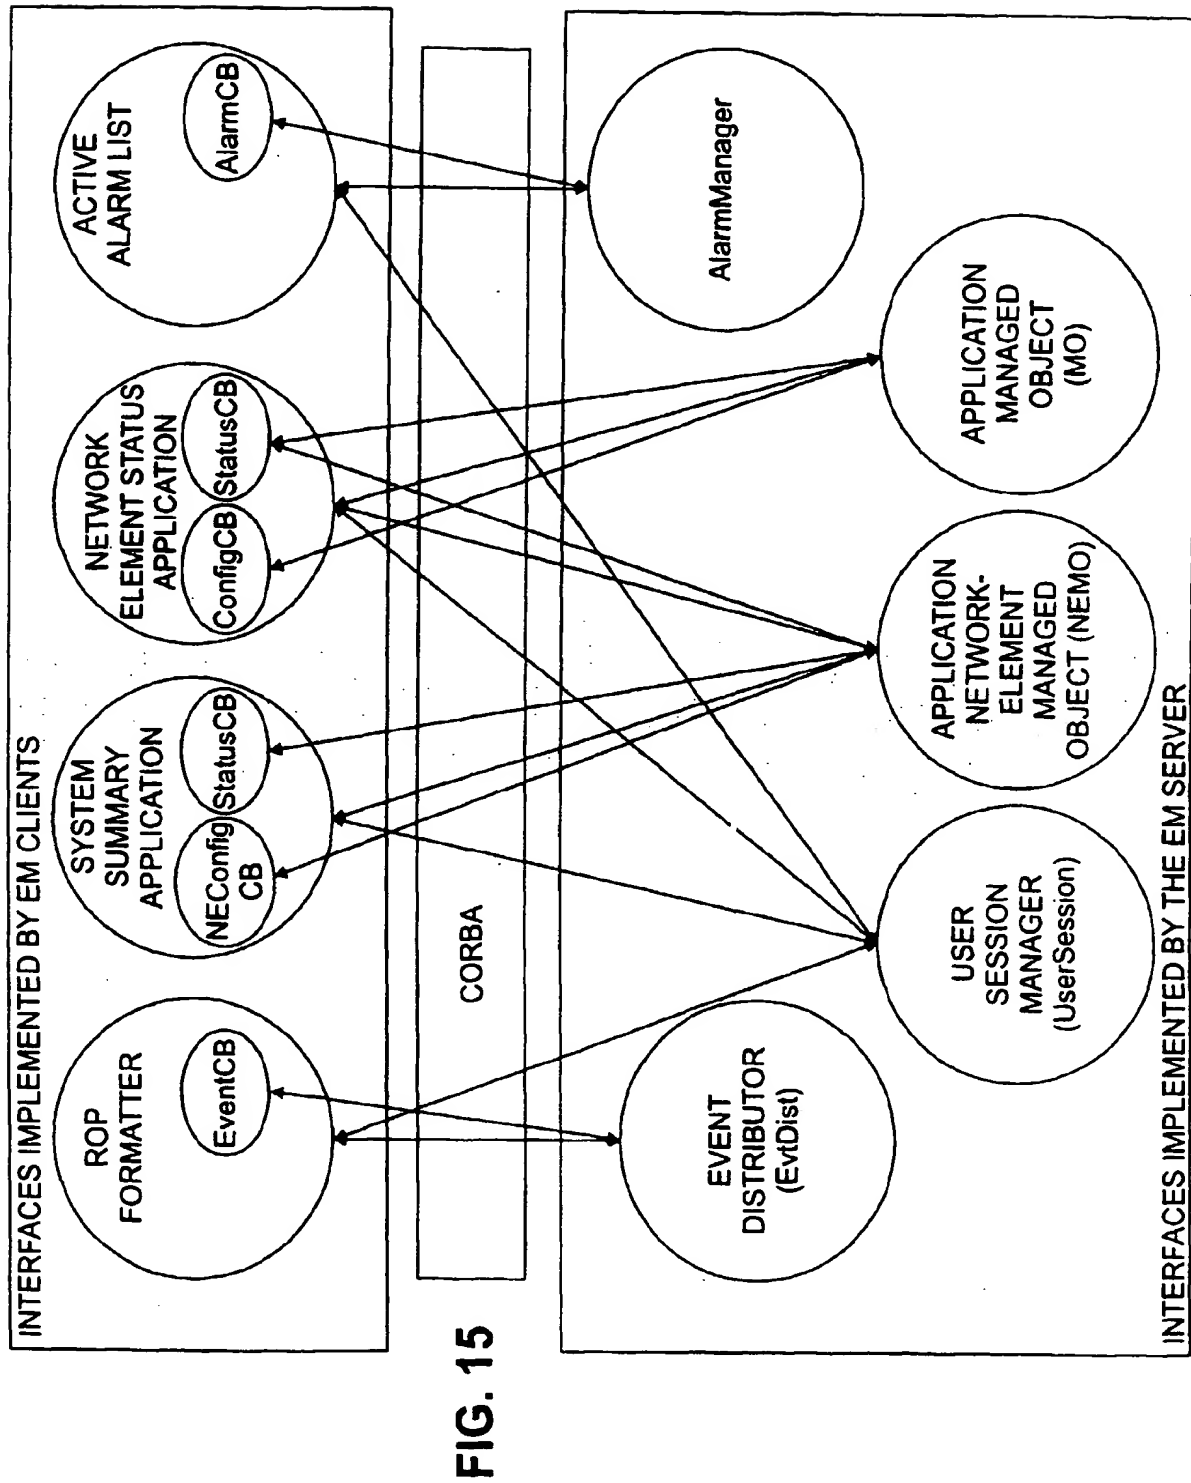 INTERFACES IMPLEMENTED BY EM CLIENTS
ROP
FORMATTER
EventCB
SYSTEM
SUMMARY
APPLICATION
NEConfig
CB
StatusCB
NETWORK
ELEMENT STATUS
APPLICATION
ConfigCB
StatusCB
ACTIVE
ALARM LIST
AlarmCB
CORBA
EVENT
DISTRIBUTOR
(EvtDist)
USER
SESSION
MANAGER
(UserSession)
APPLICATION
NETWORK-
ELEMENT
MANAGED
OBJECT (NEMO)
APPLICATION
MANAGED
OBJECT
(MO)
AlarmManager
INTERFACES IMPLEMENTED BY THE EM SERVER
FIG. 15